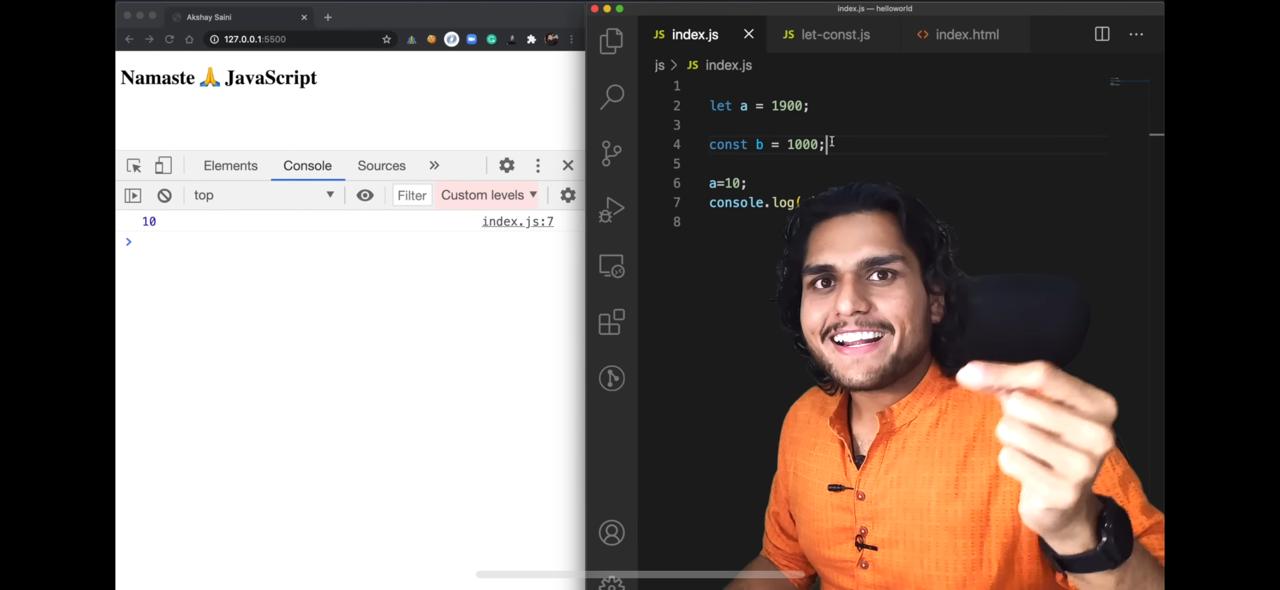 Akshay Saini
127.0.0.1:5500
Namaste 🙏 JavaScript
Elements Console Sources
top Filter Custom levels
10 index.js:7
index.js — helloworld
JS index.js JS let-const.js index.html
js > JS index.js
1
2 let a = 1900;
3
4 const b = 1000;
5
6 a=10;
7 console.log(
8